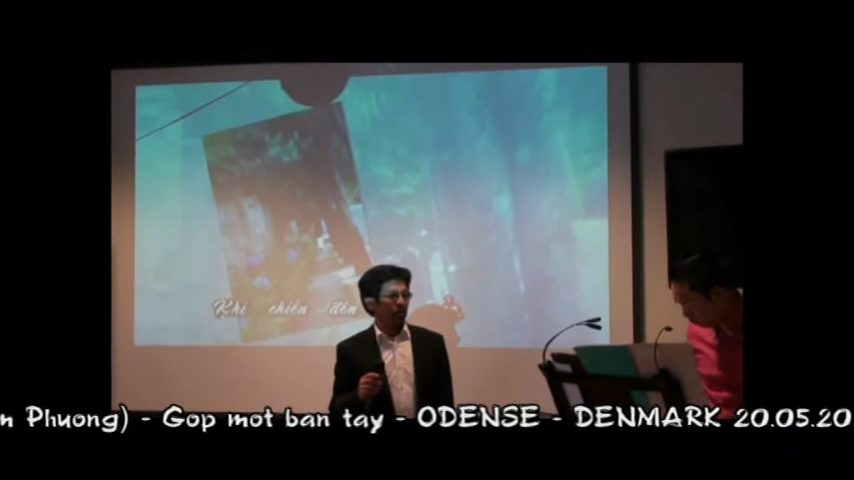 Khi chiều đến
n Phuong) - Gop mot ban tay - ODENSE - DENMARK 20.05.20